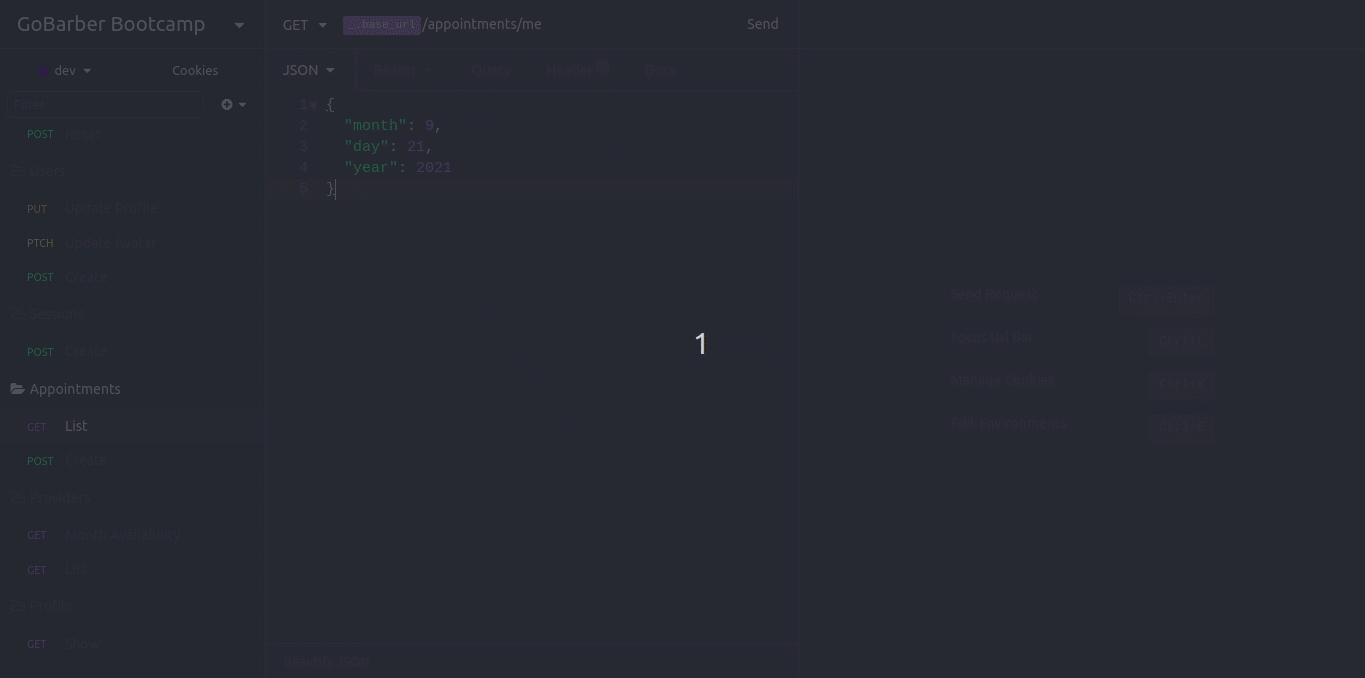 GoBarber Bootcamp
dev
Cookies
Filter
POST Reset
Users
PUT Update Profile
PTCH Update Avatar
POST Create
Sessions
POST Create
Appointments
GET List
POST Create
Providers
GET Month Availability
GET List
Profile
GET Show
GET _.base_url/appointments/me Send
JSON Bearer Query Header Docs
1 {
2 "month": 9,
3 "day": 21,
4 "year": 2021
5 }
Beautify JSON
1
Send Request Ctrl+Enter
Focus Url Bar Ctrl+L
Manage Cookies Ctrl+K
Edit Environments Ctrl+E